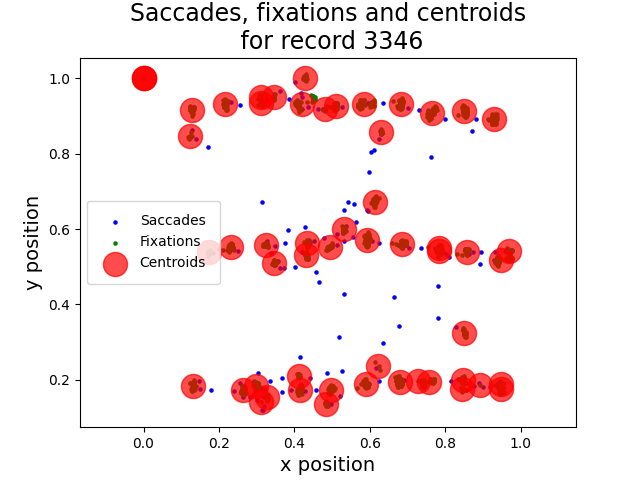 Saccades, fixations and centroids
for record 3346
y position
1.0
0.8
0.6
0.4
0.2
Saccades
Fixations
Centroids
0.0
0.2
0.4
0.6
0.8
1.0
x position